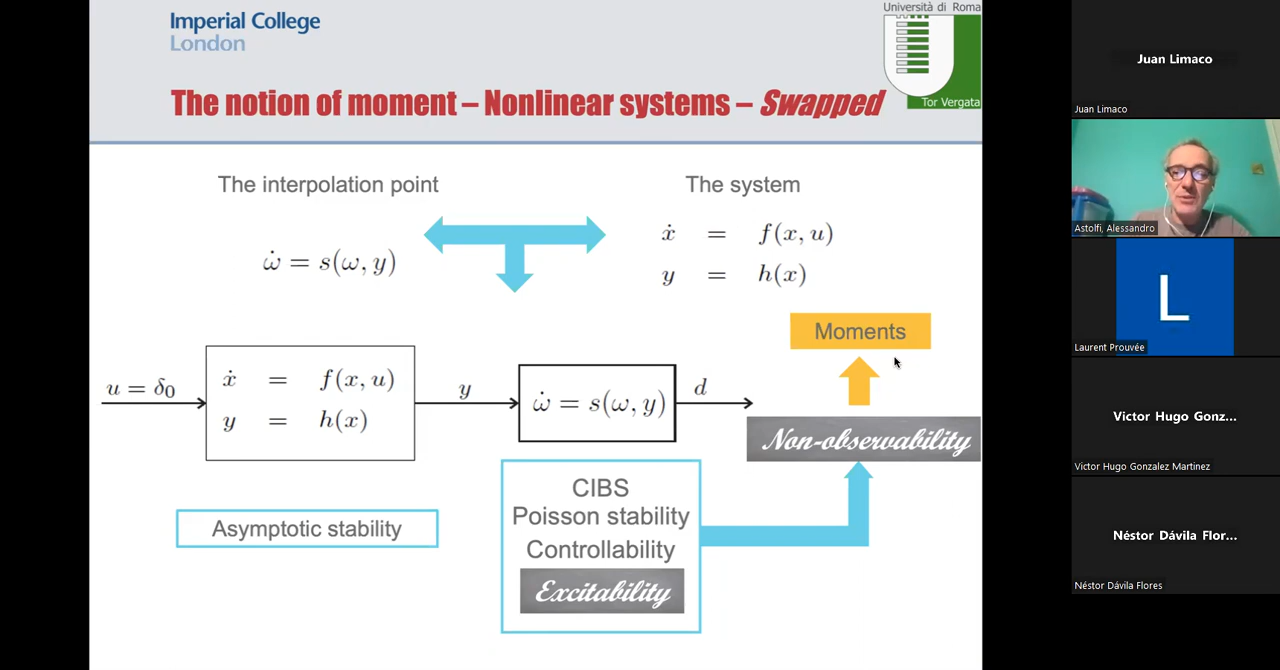 Imperial College
London
Università di Roma
Tor Vergata
The notion of moment – Nonlinear systems – Swapped
The interpolation point
The system
ω̇ = s(ω, y)
ẋ = f(x, u)
y = h(x)
Moments
u = δ₀
ẋ = f(x, u)
y = h(x)
y
ω̇ = s(ω, y)
d
Non-observability
Asymptotic stability
CIBS
Poisson stability
Controllability
Excitability
Juan Limaco
Juan Limaco
Astolfi, Alessandro
L
Laurent Prouvée
Victor Hugo Gonz...
Victor Hugo Gonzalez Martinez
Néstor Dávila Flor...
Néstor Dávila Flores